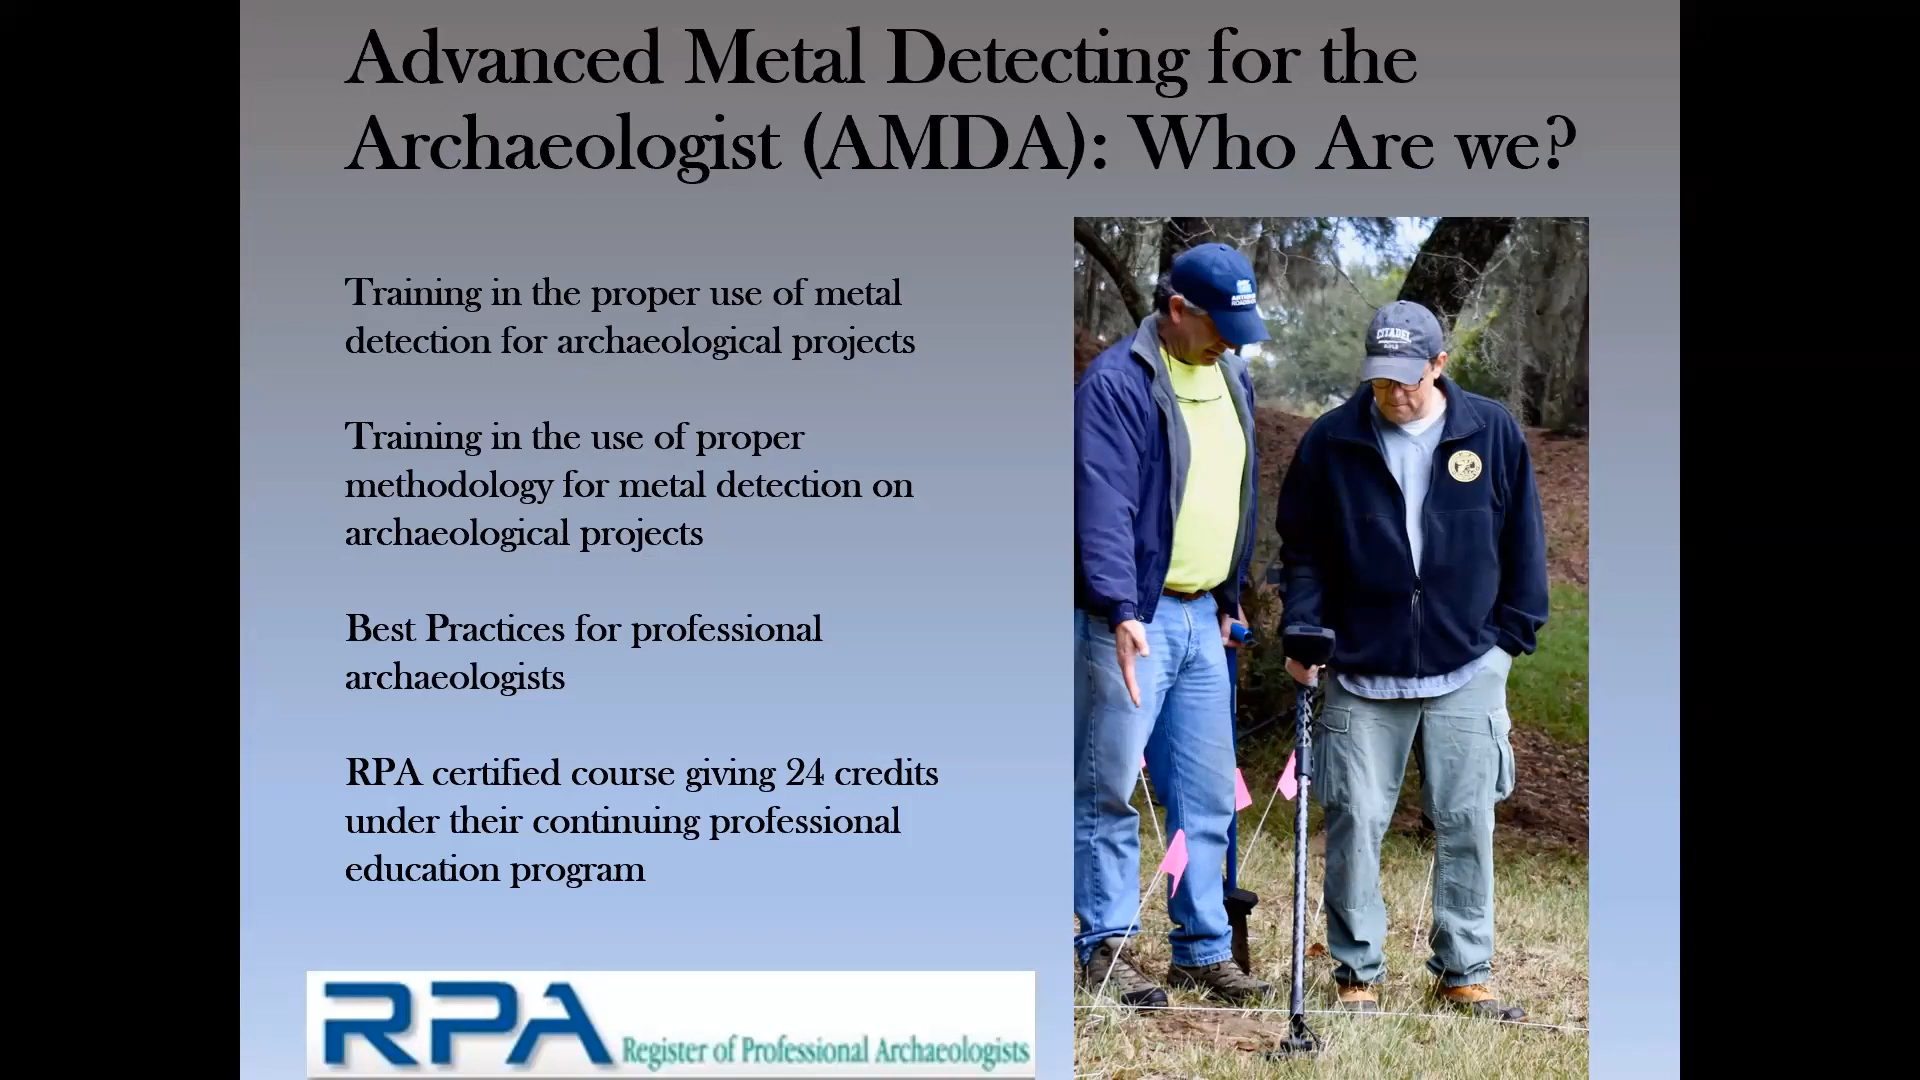 Advanced Metal Detecting for the
Archaeologist (AMDA): Who Are we?
Training in the proper use of metal
detection for archaeological projects
Training in the use of proper
methodology for metal detection on
archaeological projects
Best Practices for professional
archaeologists
RPA certified course giving 24 credits
under their continuing professional
education program
RPA Register of Professional Archaeologists
CITADEL